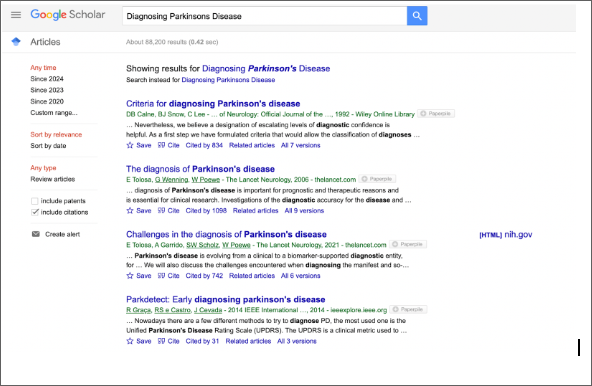 Google Scholar
Diagnosing Parkinsons Disease
Articles
About 88,200 results (0.42 sec)
Any time
Since 2024
Since 2023
Since 2020
Custom range...
Sort by relevance
Sort by date
Any type
Review articles
include patents
include citations
Create alert
Showing results for Diagnosing Parkinson's Disease
Search instead for Diagnosing Parkinsons Disease
Criteria for diagnosing Parkinson's disease
DB Calne, BJ Snow, C Lee - ... of Neurology: Official Journal of the ..., 1992 - Wiley Online Library Paperpile
... Nevertheless, we believe a designation of escalating levels of diagnostic confidence is
helpful. As a first step we have formulated criteria that would allow the classification of diagnoses ...
Save Cite Cited by 834 Related articles All 7 versions
The diagnosis of Parkinson's disease
E Tolosa, G Wenning, W Poewe - The Lancet Neurology, 2006 - thelancet.com Paperpile
... diagnosis of Parkinson's disease is important for prognostic and therapeutic reasons and
is essential for clinical research. Investigations of the diagnostic accuracy for the disease and ...
Save Cite Cited by 1098 Related articles All 9 versions
Challenges in the diagnosis of Parkinson's disease
[HTML] nih.gov
E Tolosa, A Garrido, SW Scholz, W Poewe - The Lancet Neurology, 2021 - thelancet.com Paperpile
... Parkinson's disease is evolving from a clinical to a biomarker-supported diagnostic entity,
for ... We will also discuss the challenges encountered when diagnosing the manifest and so-...
Save Cite Cited by 742 Related articles All 6 versions
Parkdetect: Early diagnosing parkinson's disease
R Graça, RS e Castro, J Cevada - 2014 IEEE International ..., 2014 - ieeexplore.ieee.org Paperpile
... Nowadays there are a few different methods to try to diagnose PD, the most used one is the
Unified Parkinson's Disease Rating Scale (UPDRS). The UPDRS is a clinical metric used to ...
Save Cite Cited by 31 Related articles All 3 versions